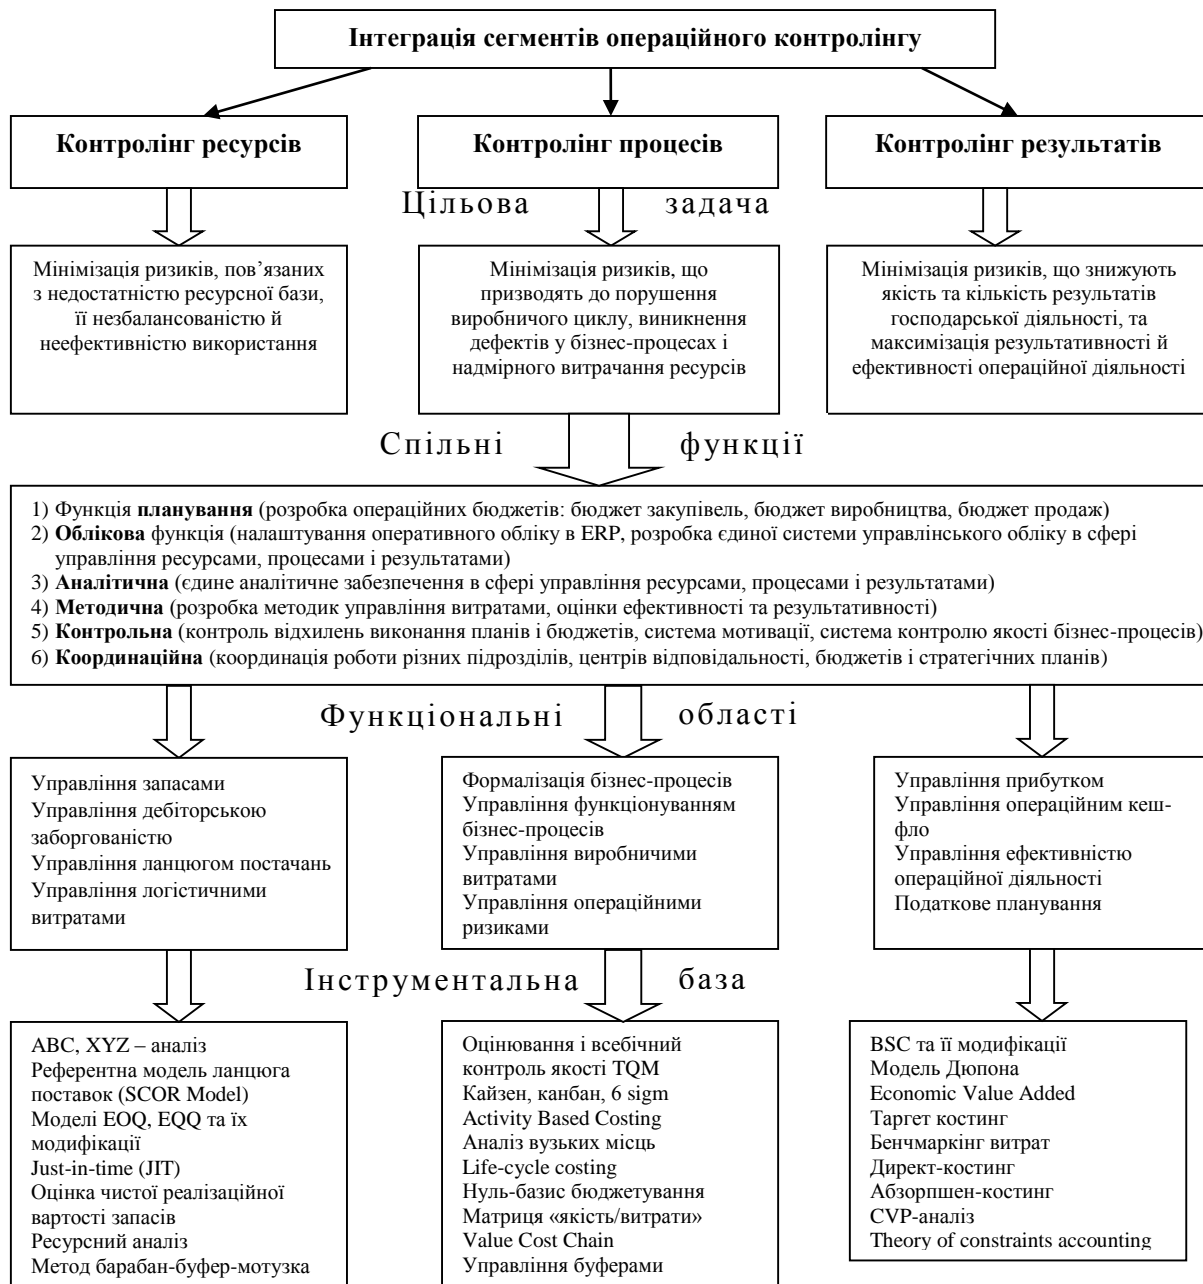 Інтеграція сегментів операційного контролінгу
Контролінг ресурсів
Контролінг процесів
Контролінг результатів
Цільова задача
Мінімізація ризиків, пов’язаних
з недостатністю ресурсної бази,
її незбалансованістю й
неефективністю використання
Мінімізація ризиків, що
призводять до порушення
виробничого циклу, виникнення
дефектів у бізнес-процесах і
надмірного витрачання ресурсів
Мінімізація ризиків, що знижують
якість та кількість результатів
господарської діяльності, та
максимізація результативності й
ефективності операційної діяльності
Спільні функції
1) Функція планування (розробка операційних бюджетів: бюджет закупівель, бюджет виробництва, бюджет продаж)
2) Облікова функція (налаштування оперативного обліку в ERP, розробка єдиної системи управлінського обліку в сфері
управління ресурсами, процесами і результатами)
3) Аналітична (єдине аналітичне забезпечення в сфері управління ресурсами, процесами і результатами)
4) Методична (розробка методик управління витратами, оцінки ефективності та результативності)
5) Контрольна (контроль відхилень виконання планів і бюджетів, система мотивації, система контролю якості бізнес-процесів)
6) Координаційна (координація роботи різних підрозділів, центрів відповідальності, бюджетів і стратегічних планів)
Функціональні області
Управління запасами
Управління дебіторською
заборгованістю
Управління ланцюгом постачань
Управління логістичними
витратами
Формалізація бізнес-процесів
Управління функціонуванням
бізнес-процесів
Управління виробничими
витратами
Управління операційними
ризиками
Управління прибутком
Управління операційним кеш-
фло
Управління ефективністю
операційної діяльності
Податкове планування
Інструментальна база
ABC, XYZ – аналіз
Референтна модель ланцюга
поставок (SCOR Model)
Моделі EOQ, EQQ та їх
модифікації
Just-in-time (JIT)
Оцінка чистої реалізаційної
вартості запасів
Ресурсний аналіз
Метод барабан-буфер-мотузка
Оцінювання і всебічний
контроль якості TQM
Кайзен, канбан, 6 sigm
Activity Based Costing
Аналіз вузьких місць
Life-cycle costing
Нуль-базис бюджетування
Матриця «якість/витрати»
Value Cost Chain
Управління буферами
BSC та її модифікації
Модель Дюпона
Economic Value Added
Таргет костинг
Бенчмаркінг витрат
Директ-костинг
Абзорпшен-костинг
CVP-аналіз
Theory of constraints accounting